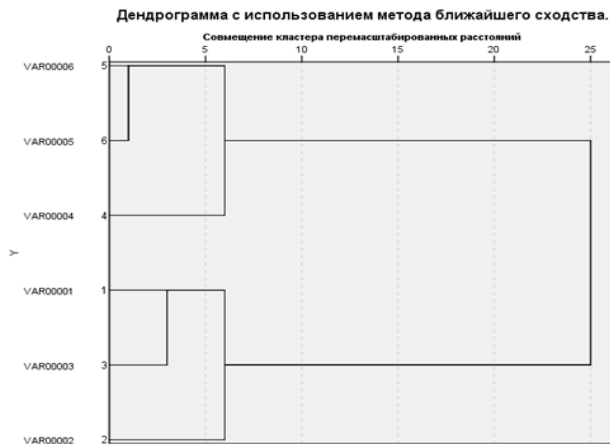 Дендрограмма с использованием метода ближайшего сходства.
Совмещение кластера перемасштабированных расстояний
0 5 10 15 20 25
VAR00006 5
VAR00005 6
VAR00004 4
Y
VAR00001 1
VAR00003 3
VAR00002 2